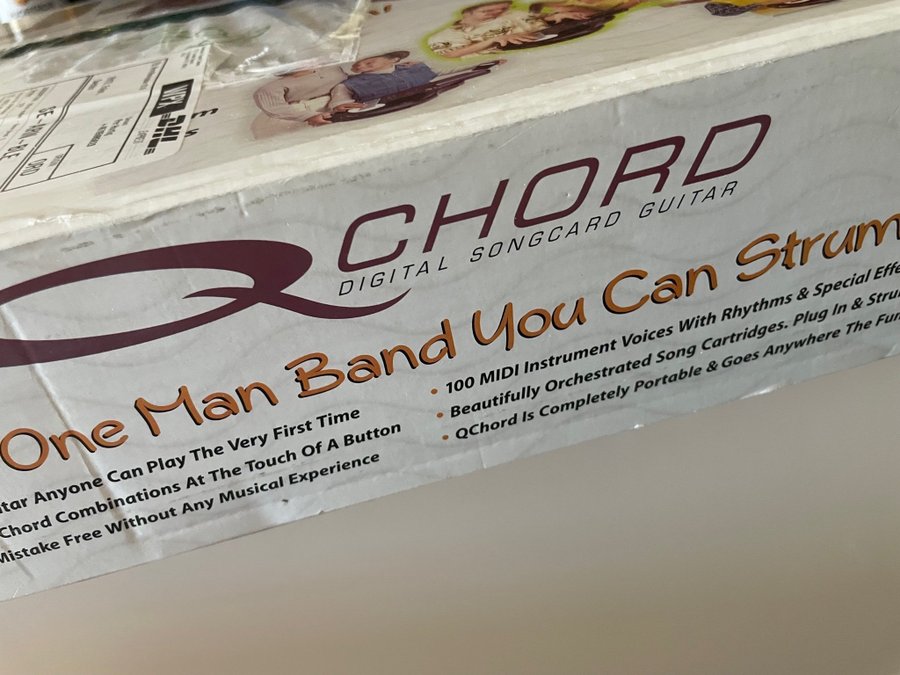 QCHORD
DIGITAL SONGCARD GUITAR
One Man Band You Can Strum
Anyone Can Play The Very First Time
Chord Combinations At The Touch Of A Button
Mistake Free Without Any Musical Experience
• 100 MIDI Instrument Voices With Rhythms & Special
• Beautifully Orchestrated Song Cartridges. Plug In &
• QChord Is Completely Portable & Goes Anywhere The Fun